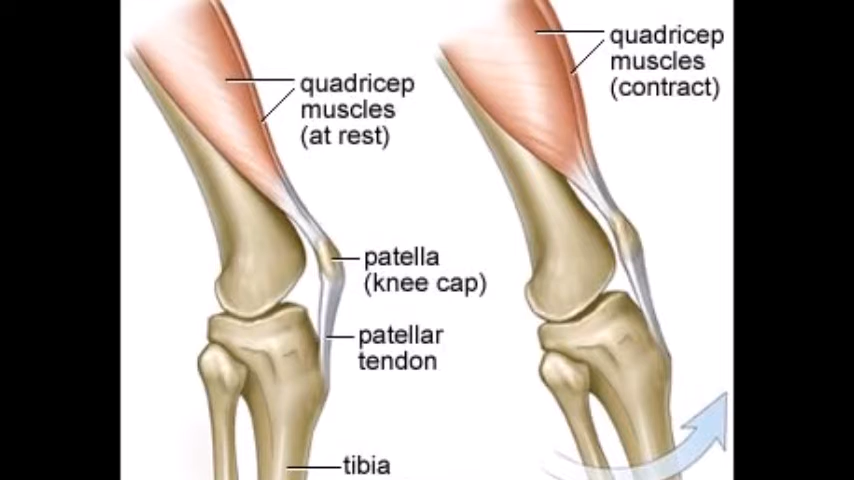 quadricep
muscles
(at rest)
patella
(knee cap)
patellar
tendon
tibia
quadricep
muscles
(contract)